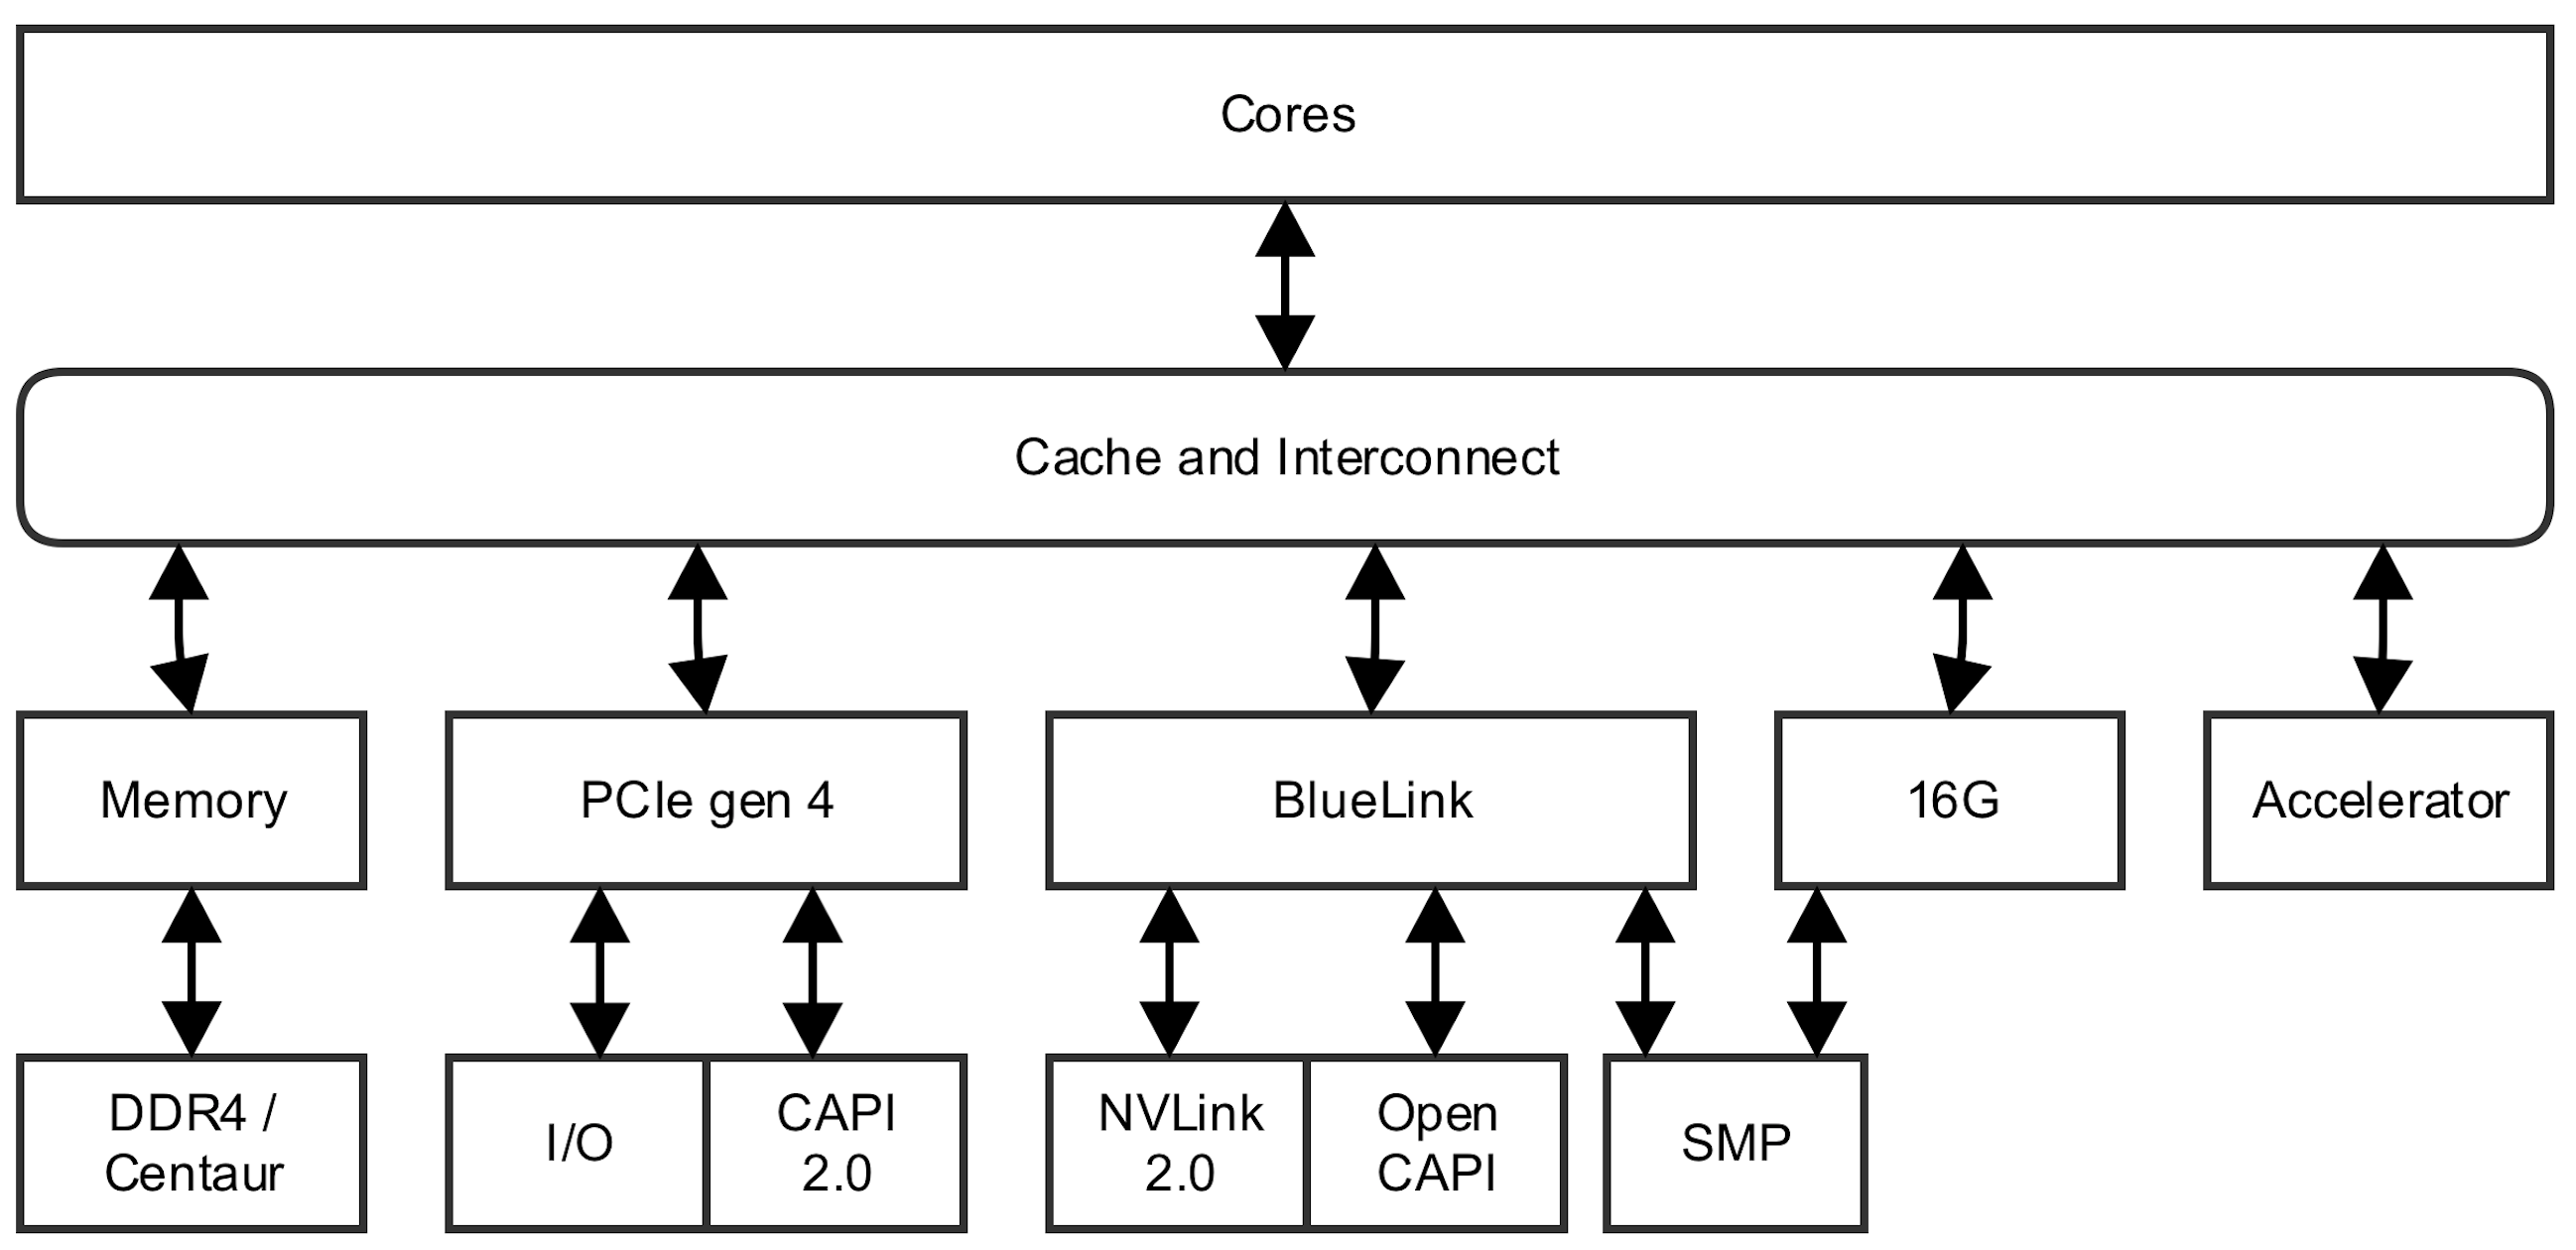 Cores
Cache and Interconnect
Memory
PCIe gen 4
BlueLink
16G
Accelerator
DDR4 /
Centaur
I/O
CAPI
2.0
NVLink
2.0
Open
CAPI
SMP